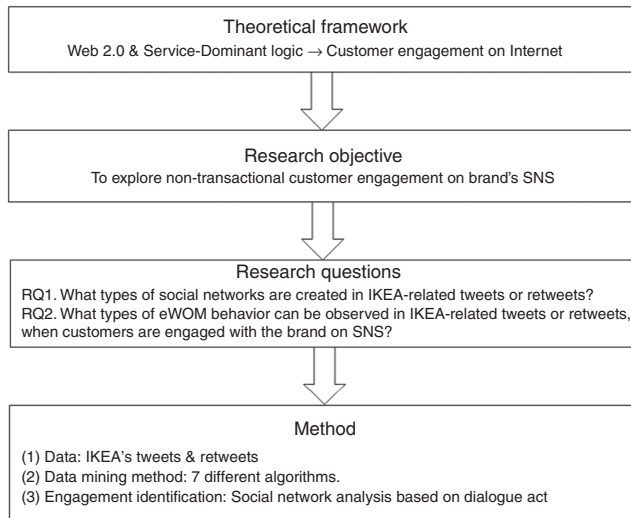 Theoretical framework
Web 2.0 & Service-Dominant logic → Customer engagement on Internet
Research objective
To explore non-transactional customer engagement on brand's SNS
Research questions
RQ1. What types of social networks are created in IKEA-related tweets or retweets?
RQ2. What types of eWOM behavior can be observed in IKEA-related tweets or retweets,
when customers are engaged with the brand on SNS?
Method
(1) Data: IKEA's tweets & retweets
(2) Data mining method: 7 different algorithms.
(3) Engagement identification: Social network analysis based on dialogue act